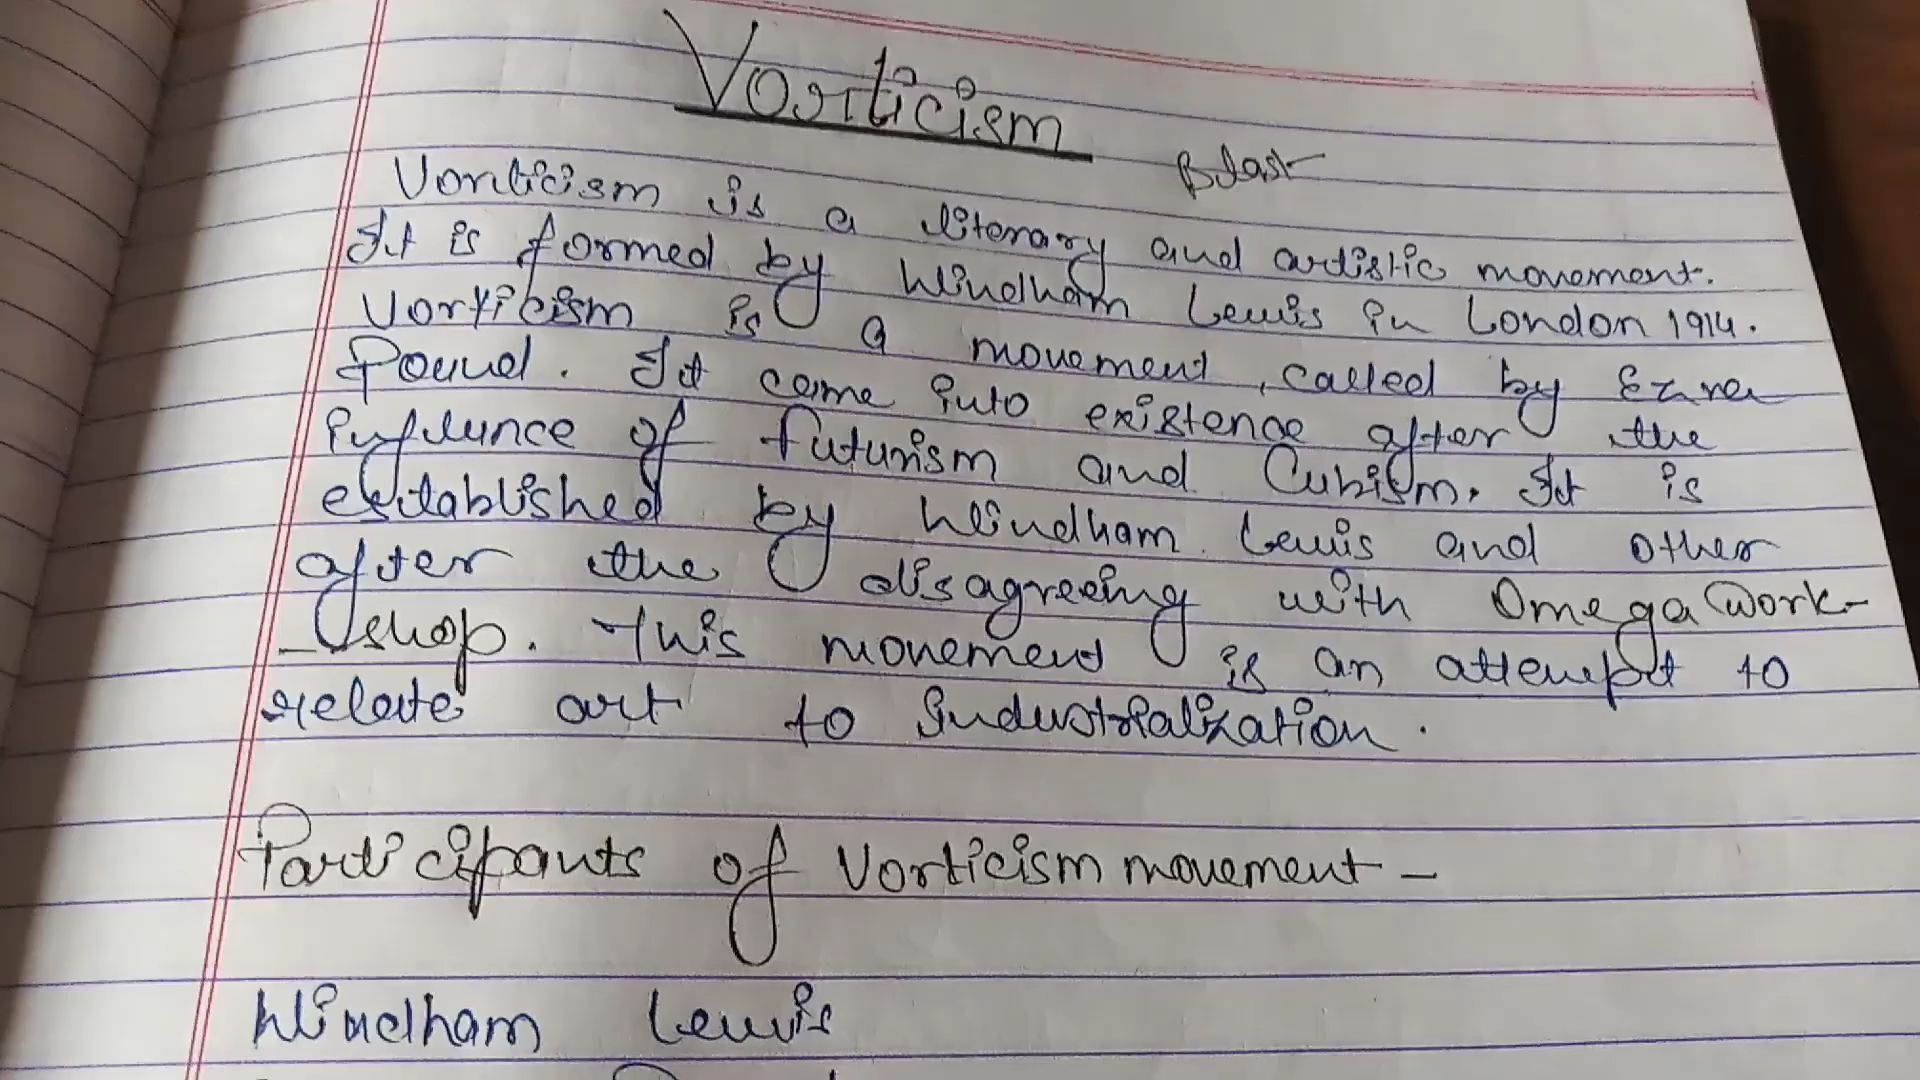 Vorticism
Blast
Vorticism is a literary and artistic movement.
It is formed by Windham Lewis in London 1914.
Vorticism is a movement, called by Ezra
Pound. It came into existence after the
influnce of futurism and Cubism. It is
established by Windham Lewis and other
after the disagreeing with Omega Work-
-shop. This movement is an attempt to
relate art to Industrialization.
Participants of Vorticism movement -
Windham Lewis